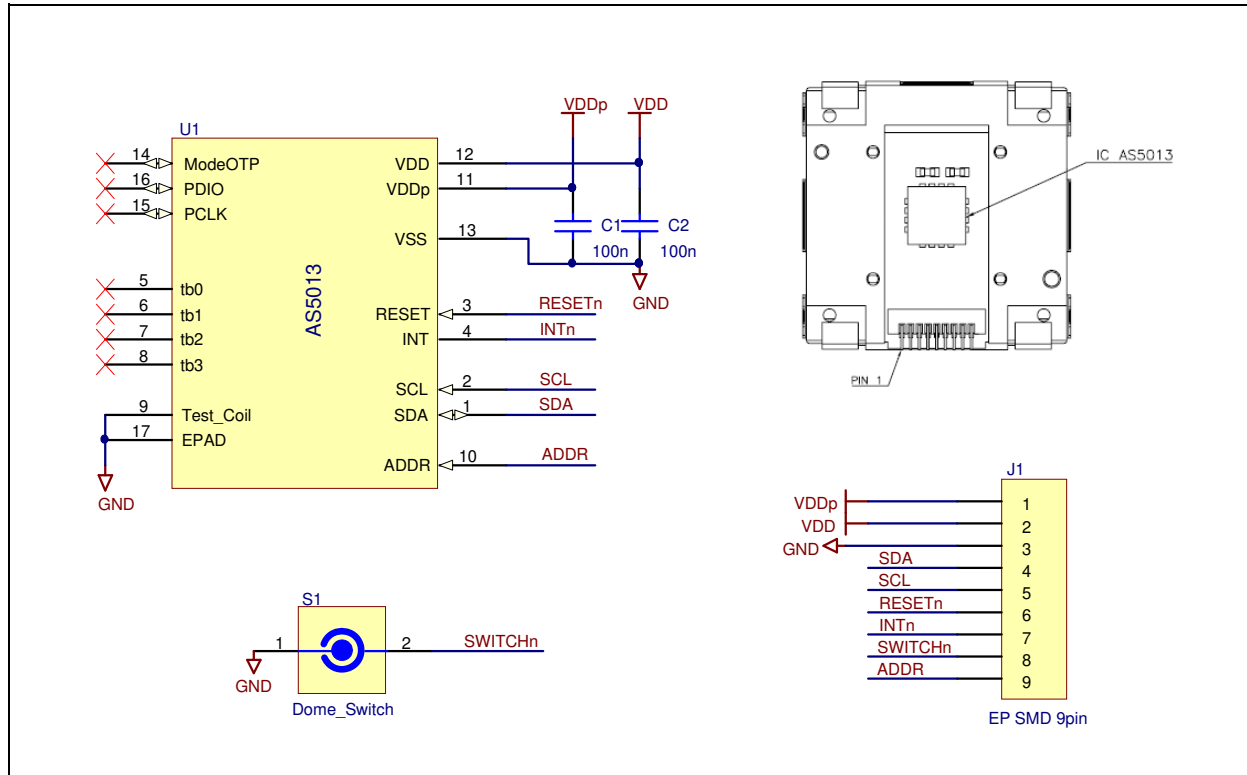 U1
AS5013
14 ModeOTP
16 PDIO
15 PCLK
5 tb0
6 tb1
7 tb2
8 tb3
9 Test_Coil
17 EPAD
GND
VDD 12
VDDp 11
VSS 13
RESET 3 RESETn
INT 4 INTn
SCL 2 SCL
SDA 1 SDA
ADDR 10 ADDR
VDDp VDD
C1 C2
100n 100n
GND
IC AS5013
PIN 1
S1
1 2 SWITCHn
GND
Dome_Switch
J1
VDDp 1
VDD 2
GND 3
SDA 4
SCL 5
RESETn 6
INTn 7
SWITCHn 8
ADDR 9
EP SMD 9pin